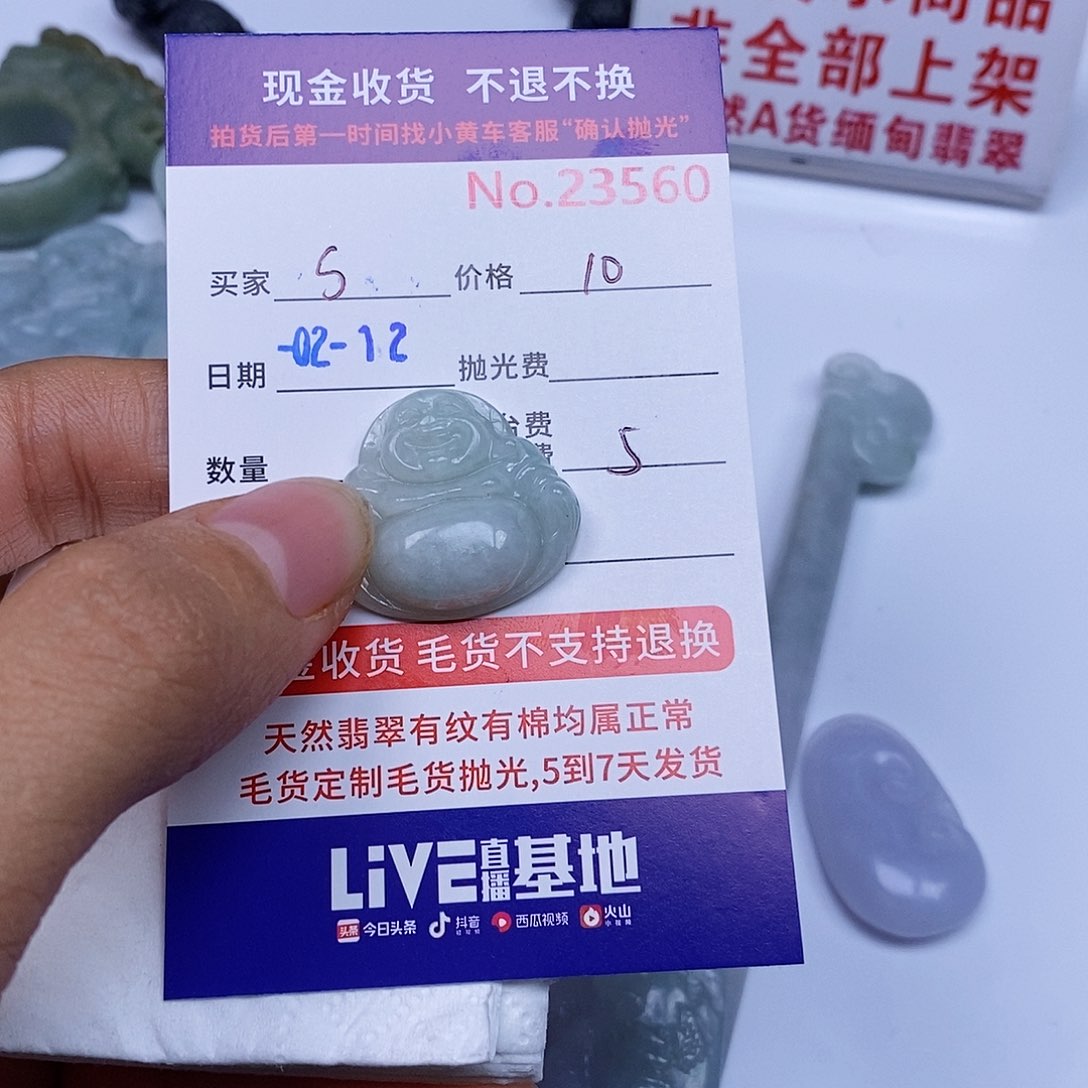 现金收货 不退不换
拍货后第一时间找小黄车客服“确认抛光”
No.23560
买家 S 价格 10
日期 -02-12 抛光费
台费
数量 费 5
收货 毛货不支持退换
天然翡翠有纹有棉均属正常
毛货定制毛货抛光,5到7天发货
LiVE直播基地
头条 今日头条 抖音 西瓜视频 火山
商品
非全部上架
然A货缅甸翡翠